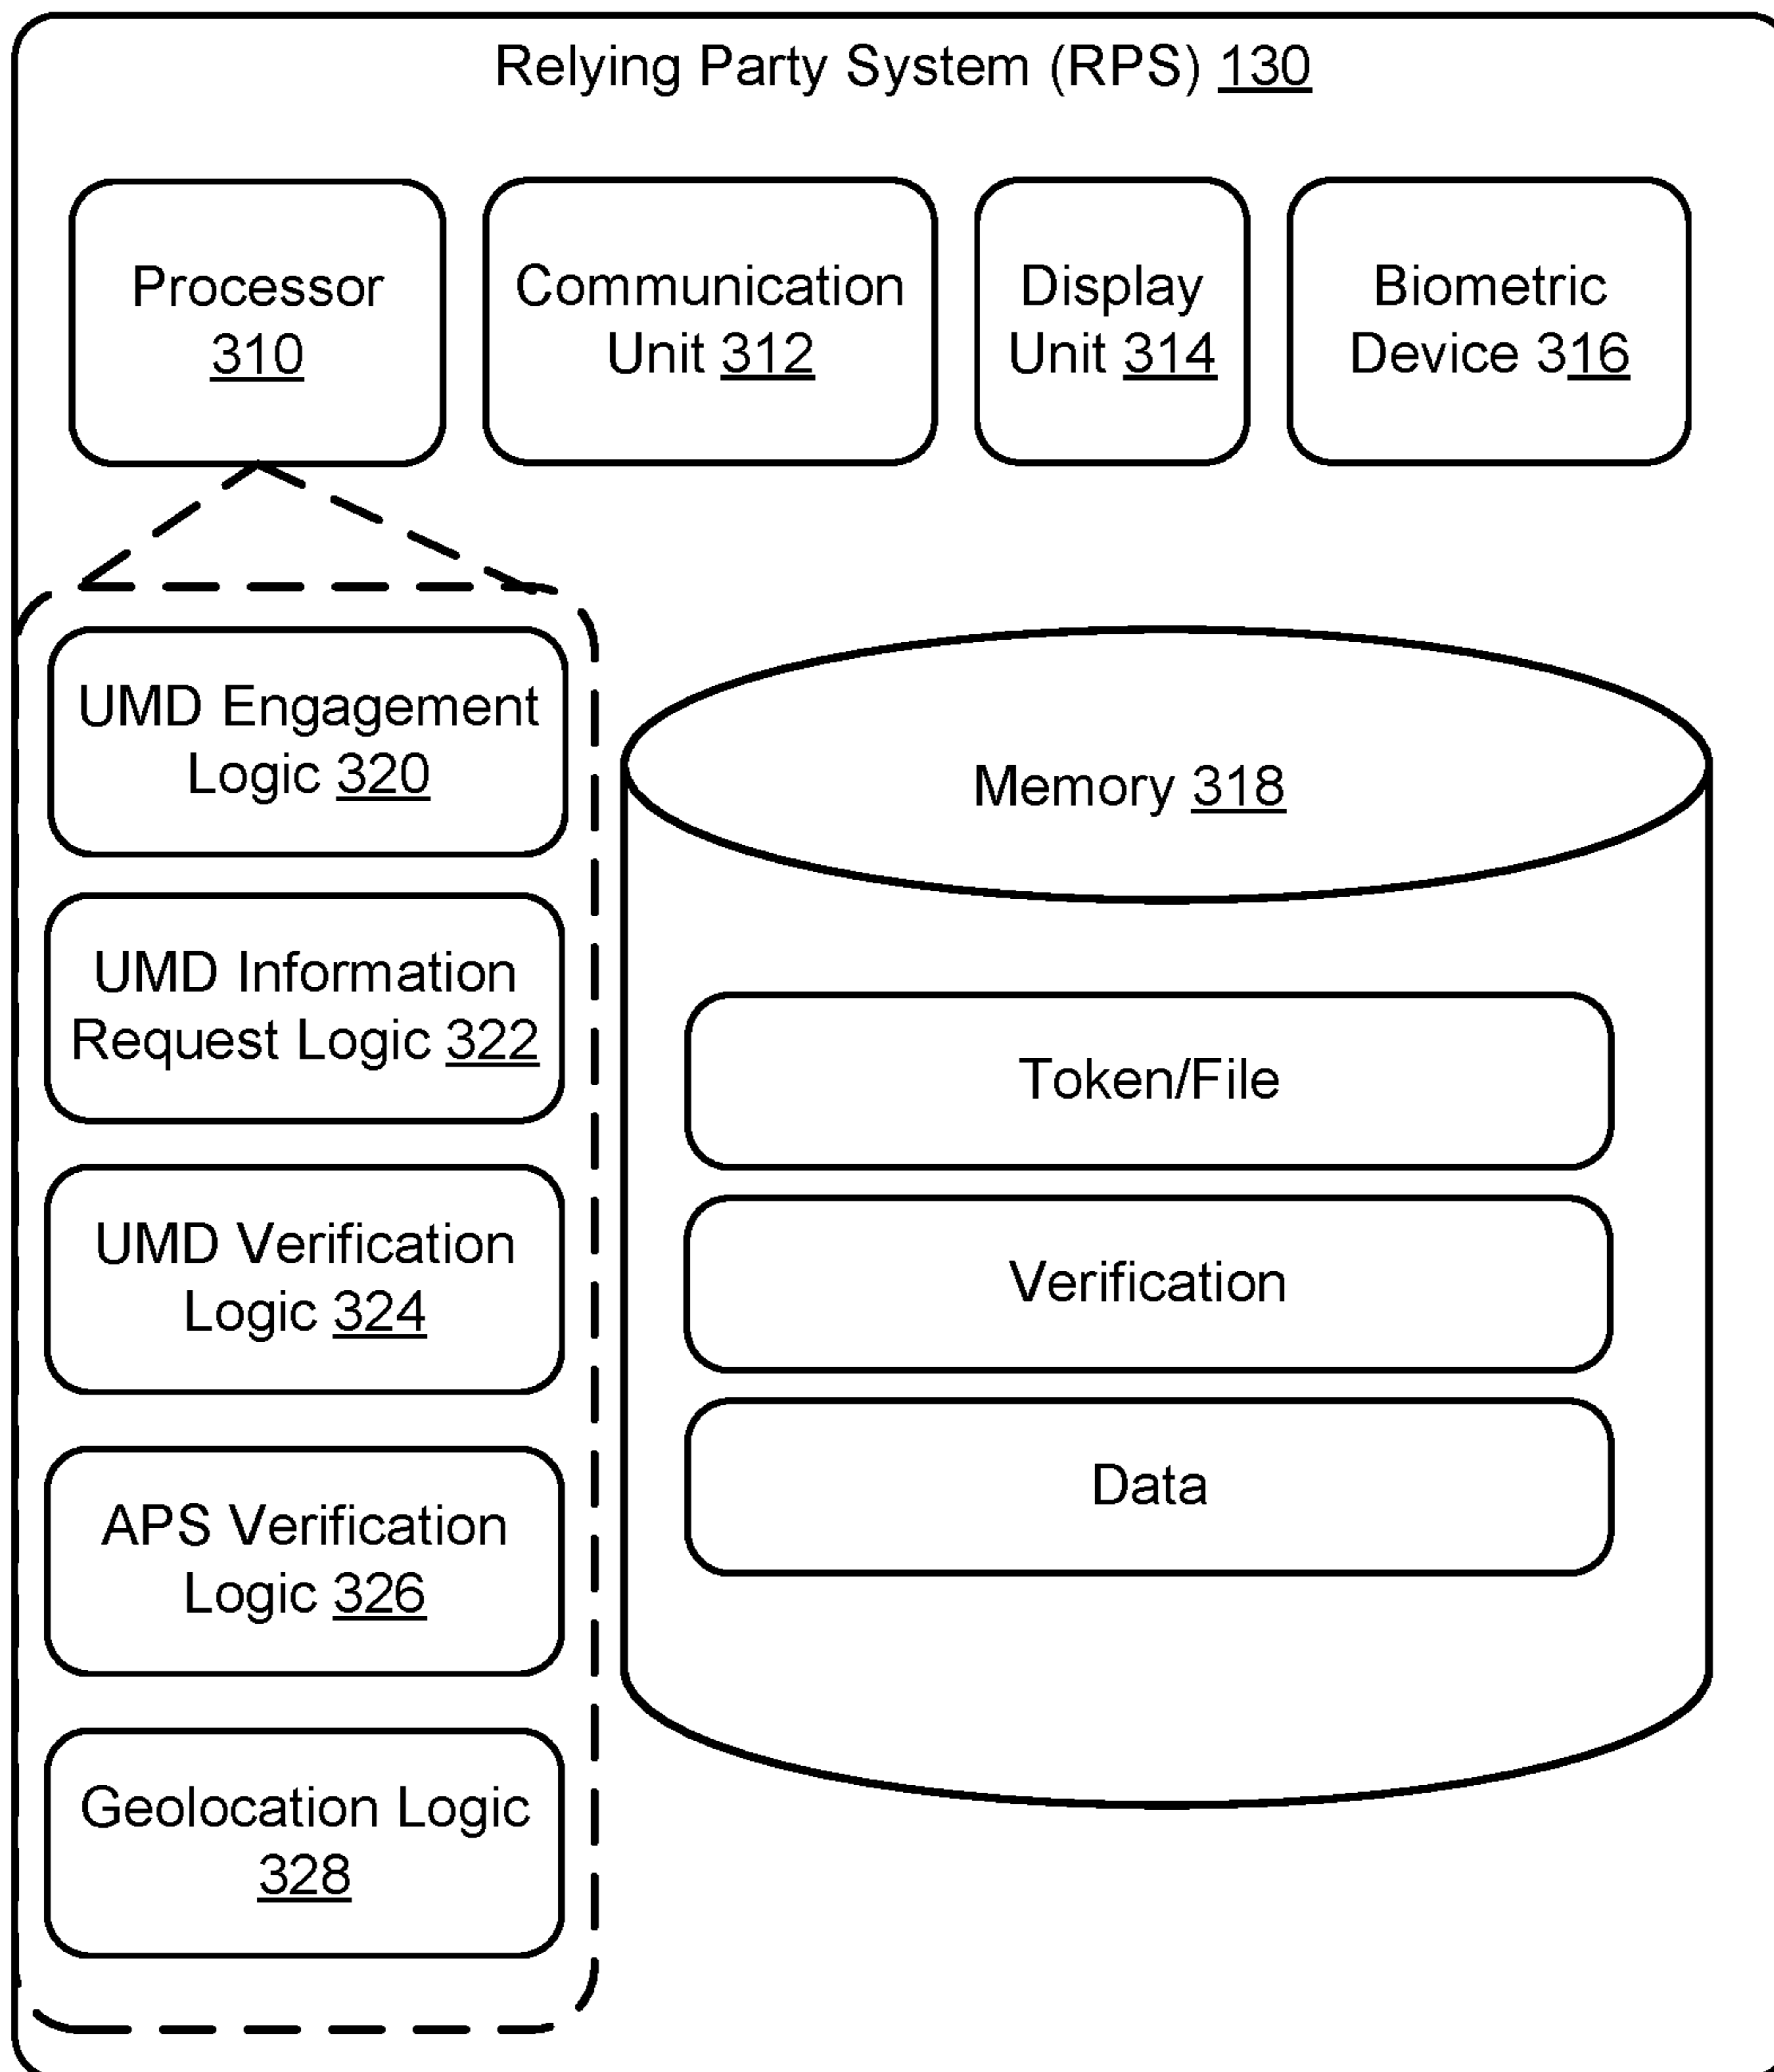 Relying Party System (RPS) 130
Processor
310
Communication
Unit 312
Display
Unit 314
Biometric
Device 316
UMD Engagement
Logic 320
UMD Information
Request Logic 322
UMD Verification
Logic 324
APS Verification
Logic 326
Geolocation Logic
328
Memory 318
Token/File
Verification
Data